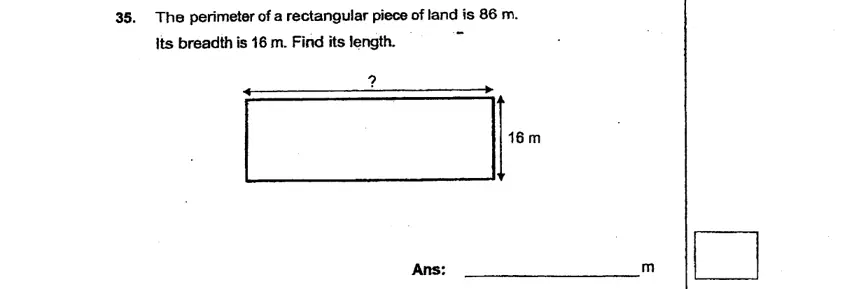 35. The perimeter of a rectangular piece of land is 86 m.
Its breadth is 16 m. Find its length.
?
16 m
Ans: ____________________ m